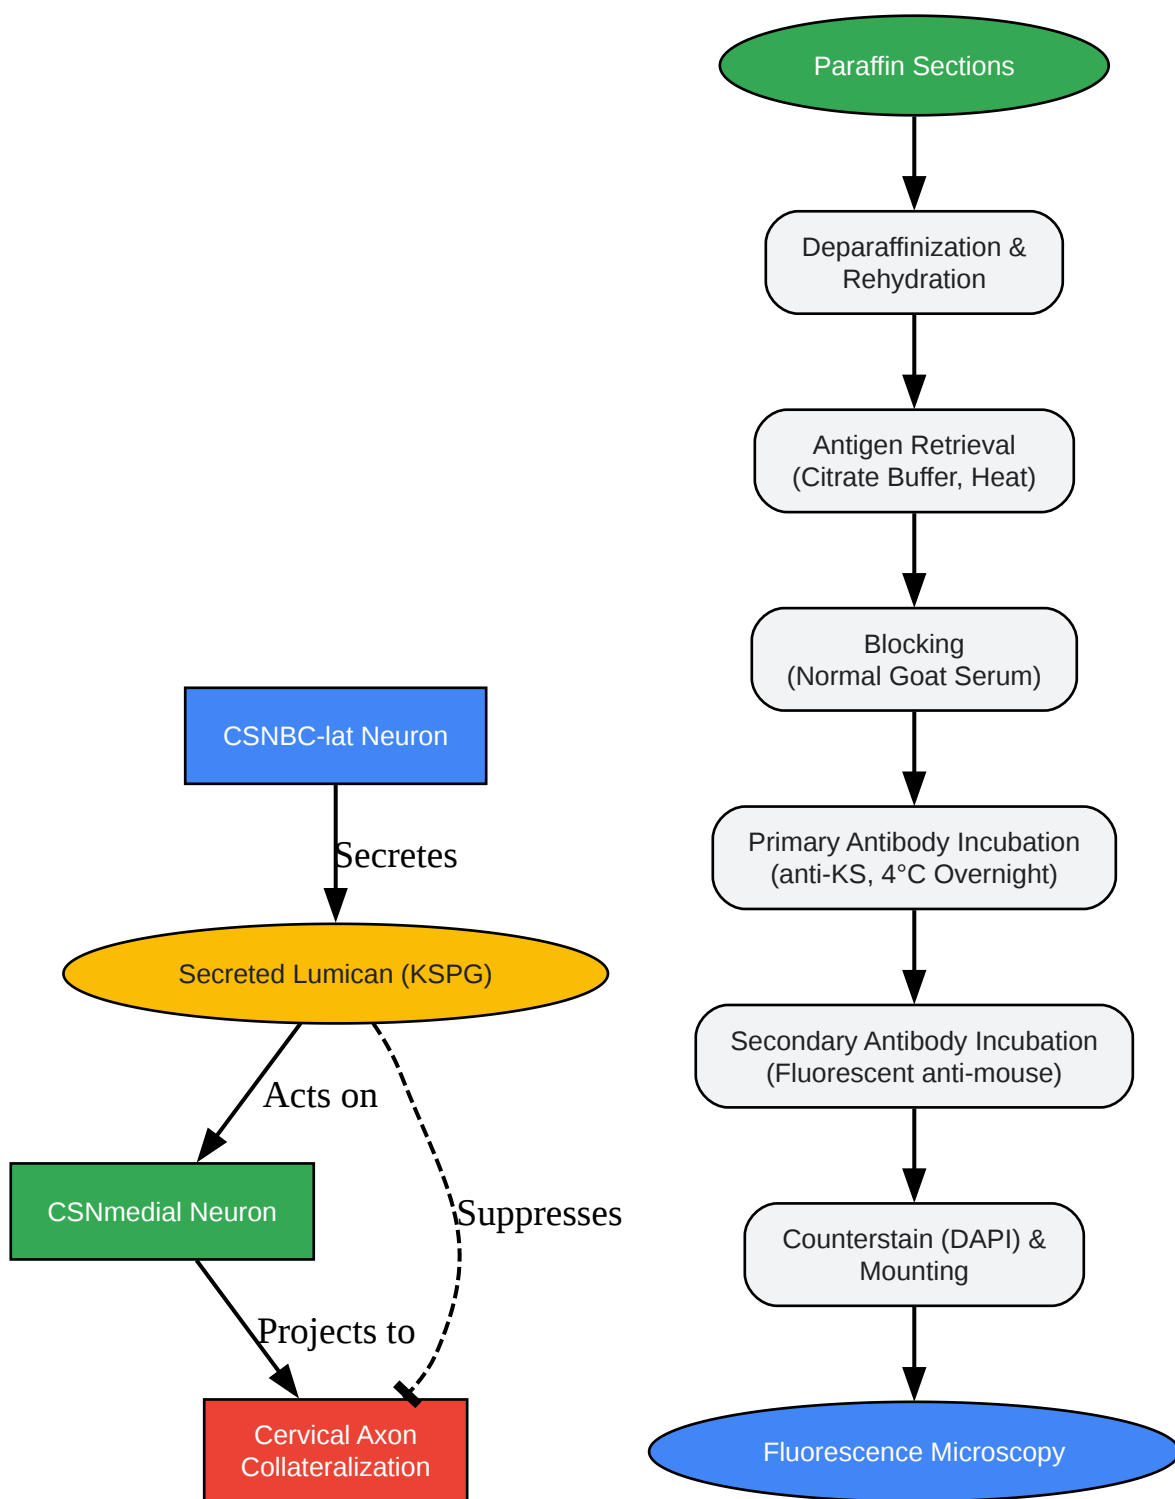 CSNBC-lat Neuron
Secretes
Secreted Lumican (KSPG)
Acts on
Suppresses
CSNmedial Neuron
Projects to
Cervical Axon
Collateralization
Paraffin Sections
Deparaffinization &
Rehydration
Antigen Retrieval
(Citrate Buffer, Heat)
Blocking
(Normal Goat Serum)
Primary Antibody Incubation
(anti-KS, 4°C Overnight)
Secondary Antibody Incubation
(Fluorescent anti-mouse)
Counterstain (DAPI) &
Mounting
Fluorescence Microscopy